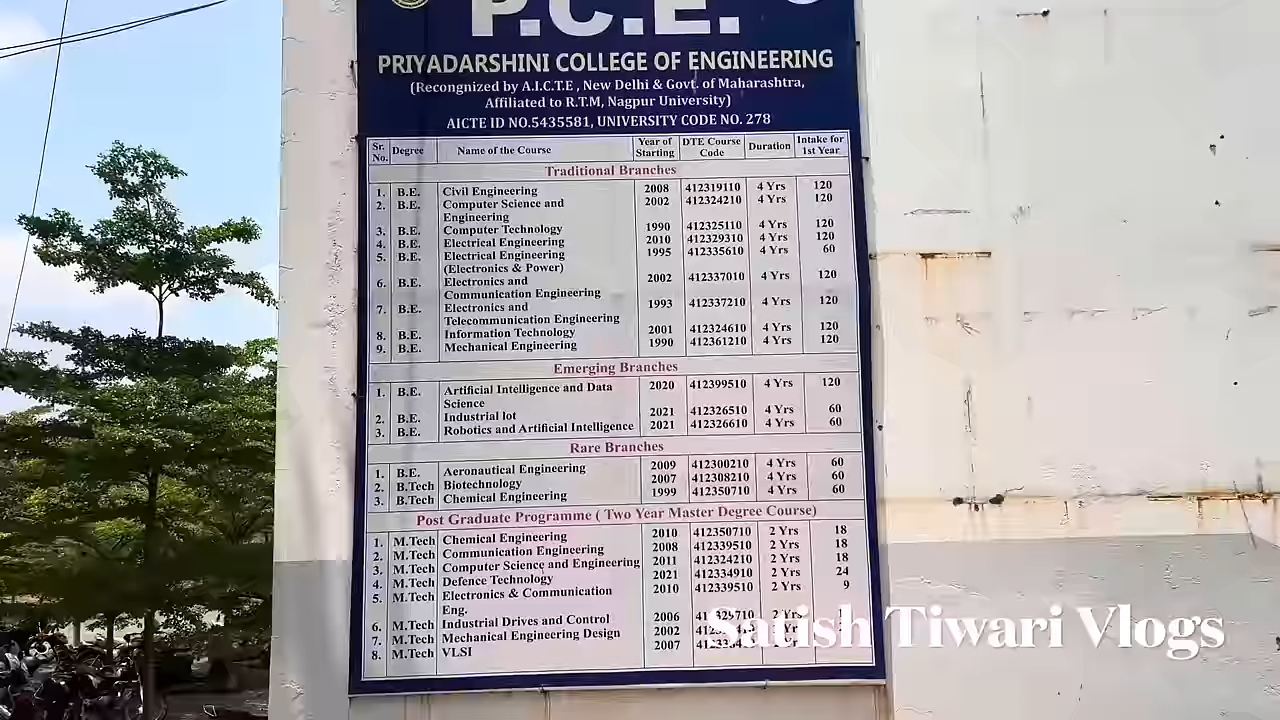 P.C.E.
PRIYADARSHINI COLLEGE OF ENGINEERING
(Recongnized by A.I.C.T.E , New Delhi & Govt. of Maharashtra,
Affiliated to R.T.M, Nagpur University)
AICTE ID NO.5435581, UNIVERSITY CODE NO. 278
Sr. No. Degree Name of the Course Year of Starting DTE Course Code Duration Intake for 1st Year
Traditional Branches
1. B.E. Civil Engineering 2008 412319110 4 Yrs 120
2. B.E. Computer Science and 2002 412324210 4 Yrs 120
Engineering
3. B.E. Computer Technology 1990 412325110 4 Yrs 120
4. B.E. Electrical Engineering 2010 412329310 4 Yrs 120
5. B.E. Electrical Engineering 1995 412335610 4 Yrs 60
(Electronics & Power)
6. B.E. Electronics and 2002 412337010 4 Yrs 120
Communication Engineering
7. B.E. Electronics and 1993 412337210 4 Yrs 120
Telecommunication Engineering
8. B.E. Information Technology 2001 412324610 4 Yrs 120
9. B.E. Mechanical Engineering 1990 412361210 4 Yrs 120
Emerging Branches
1. B.E. Artificial Intelligence and Data 2020 412399510 4 Yrs 120
Science
2. B.E. Industrial Iot 2021 412326510 4 Yrs 60
3. B.E. Robotics and Artificial Intelligence 2021 412326610 4 Yrs 60
Rare Branches
1. B.E. Aeronautical Engineering 2009 412300210 4 Yrs 60
2. B.Tech Biotechnology 2007 412308210 4 Yrs 60
3. B.Tech Chemical Engineering 1999 412350710 4 Yrs 60
Post Graduate Programme ( Two Year Master Degree Course)
1. M.Tech Chemical Engineering 2010 412350710 2 Yrs 18
2. M.Tech Communication Engineering 2008 412339510 2 Yrs 18
3. M.Tech Computer Science and Engineering 2011 412324210 2 Yrs 18
4. M.Tech Defence Technology 2021 412334910 2 Yrs 24
5. M.Tech Electronics & Communication 2010 412339510 2 Yrs 9
Eng.
6. M.Tech Industrial Drives and Control 2006 2 Yrs
7. M.Tech Mechanical Engineering Design 2002
8. M.Tech VLSI 2007
Satish Tiwari Vlogs